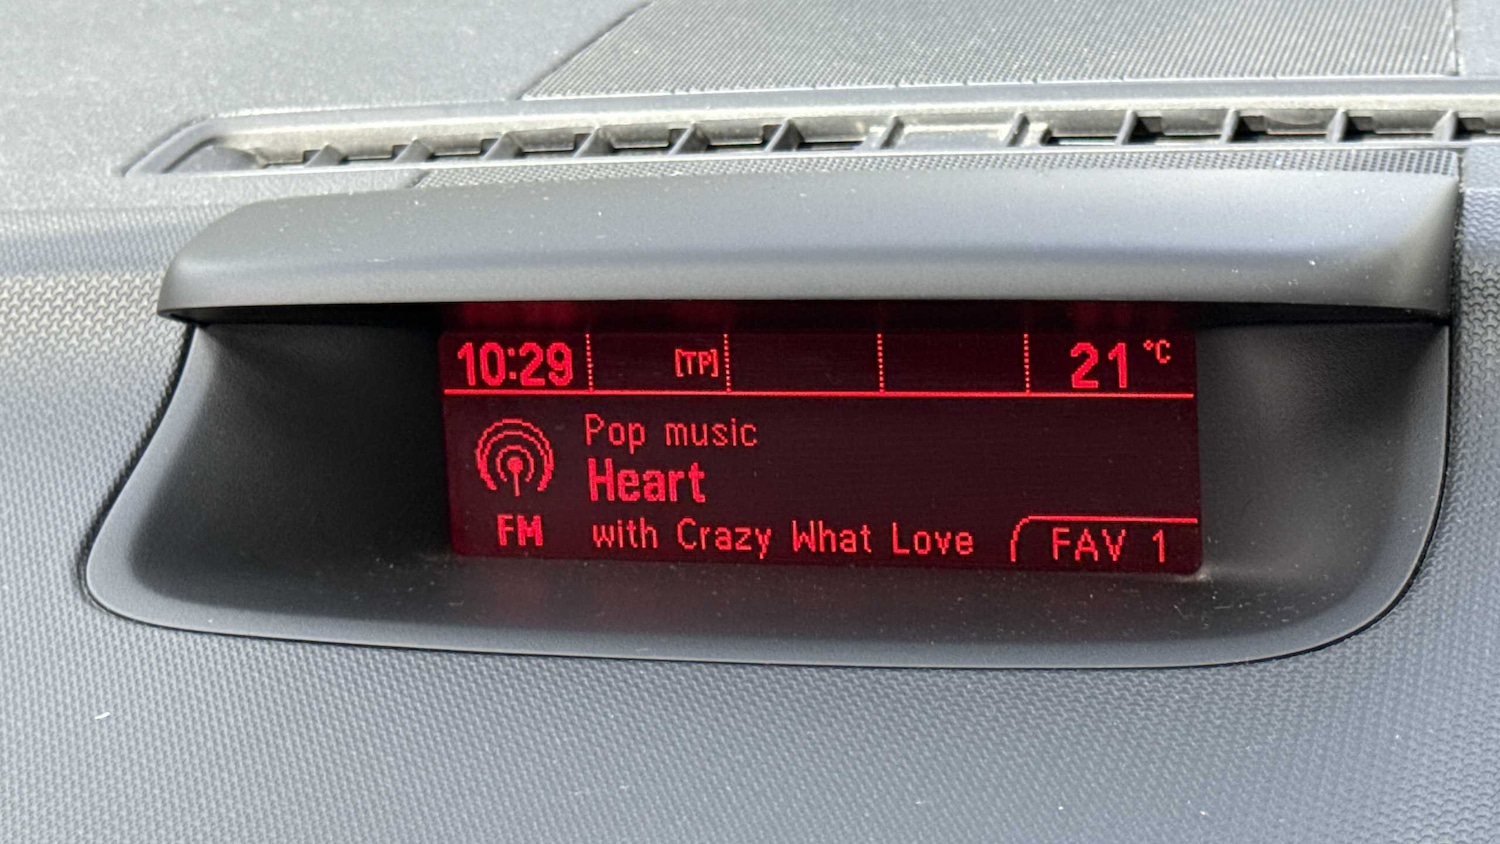 10:29 [TP] 21 °C
Pop music
Heart
FM with Crazy What Love FAV 1